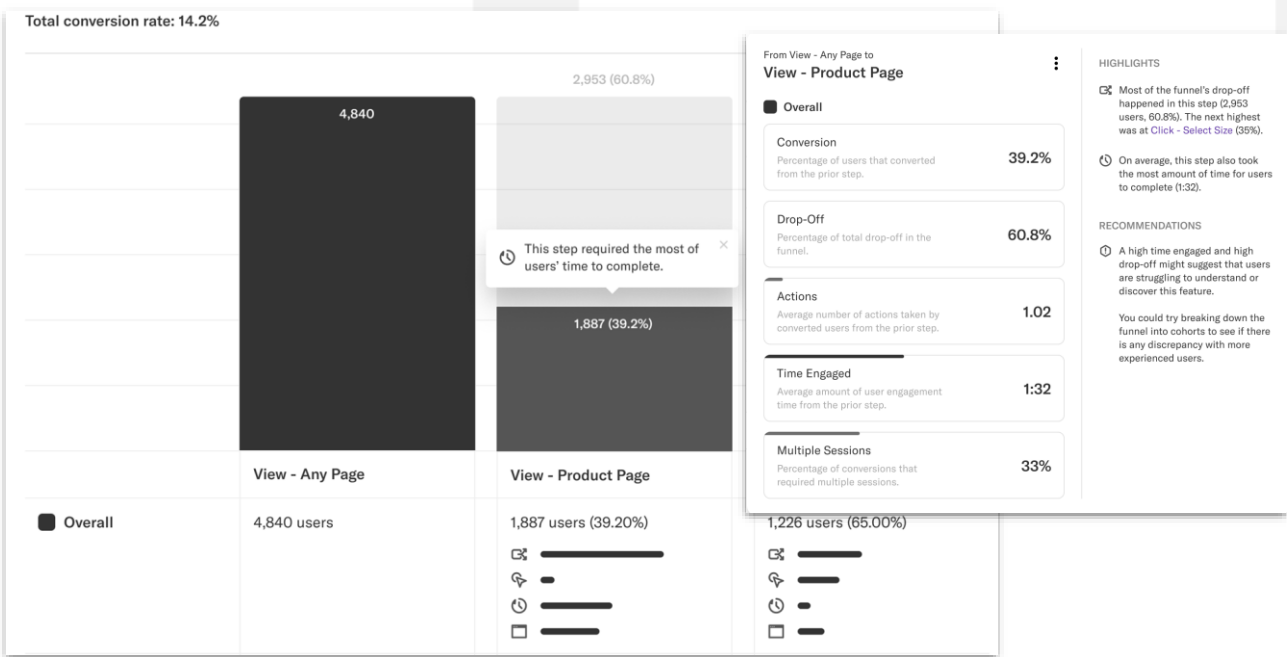 Total conversion rate: 14.2%
2,953 (60.8%)
4,840
This step required the most of
users' time to complete.
1,887 (39.2%)
View - Any Page
View - Product Page
Overall
4,840 users
1,887 users (39.20%)
1,226 users (65.00%)
From View - Any Page to
View - Product Page
Overall
Conversion
Percentage of users that converted
from the prior step.
39.2%
Drop-Off
Percentage of total drop-off in the
funnel.
60.8%
Actions
Average number of actions taken by
converted users from the prior step.
1.02
Time Engaged
Average amount of user engagement
time from the prior step.
1:32
Multiple Sessions
Percentage of conversions that
required multiple sessions.
33%
HIGHLIGHTS
Most of the funnel's drop-off
happened in this step (2,953
users, 60.8%). The next highest
was at Click - Select Size (35%).
On average, this step also took
the most amount of time for users
to complete (1:32).
RECOMMENDATIONS
A high time engaged and high
drop-off might suggest that users
are struggling to understand or
discover this feature.
You could try breaking down the
funnel into cohorts to see if there
is any discrepancy with more
experienced users.